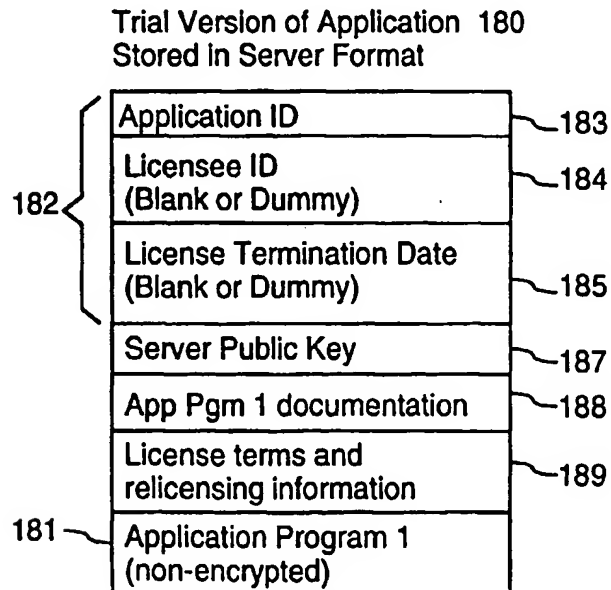 Trial Version of Application 180
Stored in Server Format
Application ID
183
Licensee ID
(Blank or Dummy)
184
182
License Termination Date
(Blank or Dummy)
185
Server Public Key
187
App Pgm 1 documentation
188
License terms and
relicensing information
189
181
Application Program 1
(non-encrypted)